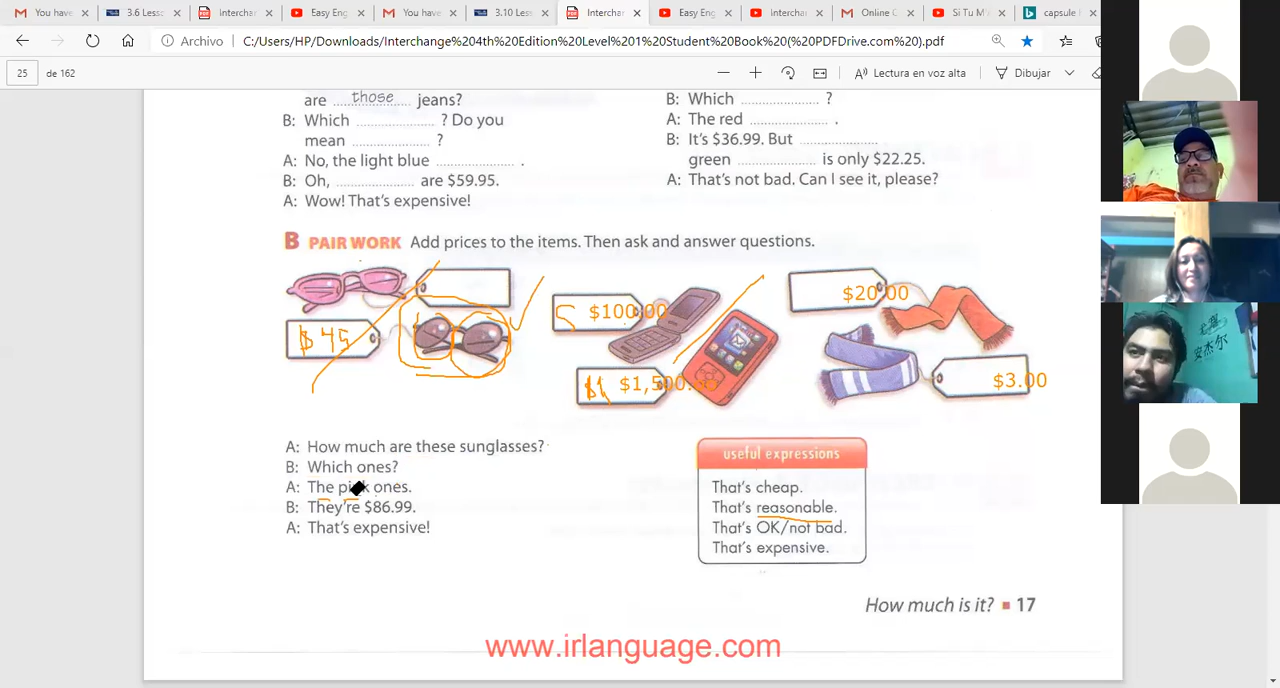 You have
3.6 Less
Interchan
Easy Eng
You have
3.10 Less
Interchan
Easy Eng
interchan
Online C
Si Tu M'A
capsule
Archivo
C:/Users/HP/Downloads/Interchange%204th%20Edition%20Level%201%20Student%20Book%20(%20PDFDrive.com%20).pdf
25 de 162
Lectura en voz alta
Dibujar
are those jeans?
B: Which .................. ? Do you
mean .................. ?
A: No, the light blue .................. .
B: Oh, .................. are $59.95.
A: Wow! That's expensive!
B: Which .................. ?
A: The red .................. .
B: It's $36.99. But ..................
green .................. is only $22.25.
A: That's not bad. Can I see it, please?
B PAIR WORK Add prices to the items. Then ask and answer questions.
$45
$100.00
$1,500.00
$20.00
$3.00
A: How much are these sunglasses?
B: Which ones?
A: The pink ones.
B: They're $86.99.
A: That's expensive!
useful expressions
That's cheap.
That's reasonable.
That's OK/not bad.
That's expensive.
How much is it? ■ 17
www.irlanguage.com
安杰尔